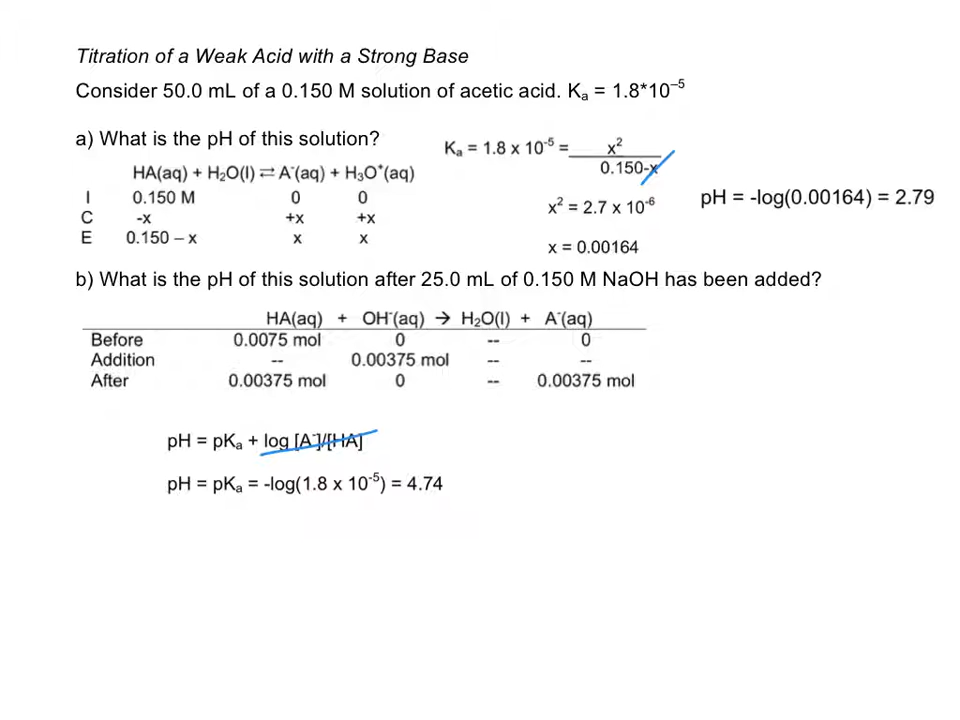 Titration of a Weak Acid with a Strong Base
Consider 50.0 mL of a 0.150 M solution of acetic acid. Kₐ = 1.8*10⁻⁵
a) What is the pH of this solution?
Kₐ = 1.8 x 10⁻⁵ = x²
0.150-x
HA(aq) + H₂O(l) ⇌ A⁻(aq) + H₃O⁺(aq)
I 0.150 M 0 0
C -x +x +x
E 0.150 – x x x
x² = 2.7 x 10⁻⁶
x = 0.00164
pH = -log(0.00164) = 2.79
b) What is the pH of this solution after 25.0 mL of 0.150 M NaOH has been added?
HA(aq) + OH⁻(aq) → H₂O(l) + A⁻(aq)
Before 0.0075 mol 0 -- 0
Addition -- 0.00375 mol -- --
After 0.00375 mol 0 -- 0.00375 mol
pH = pKₐ + log [A⁻]/[HA]
pH = pKₐ = -log(1.8 x 10⁻⁵) = 4.74